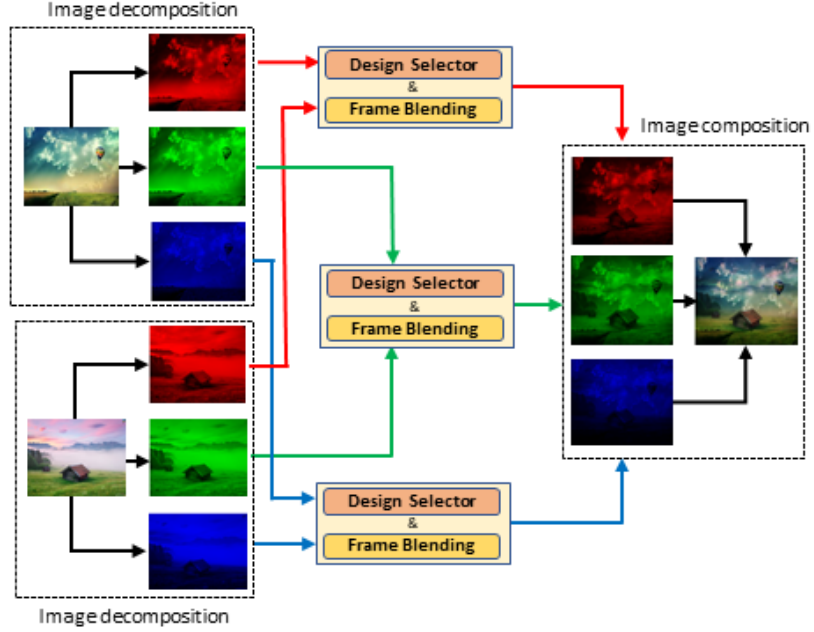 Image decomposition
Design Selector
&
Frame Blending
Image composition
Design Selector
&
Frame Blending
Design Selector
&
Frame Blending
Image decomposition